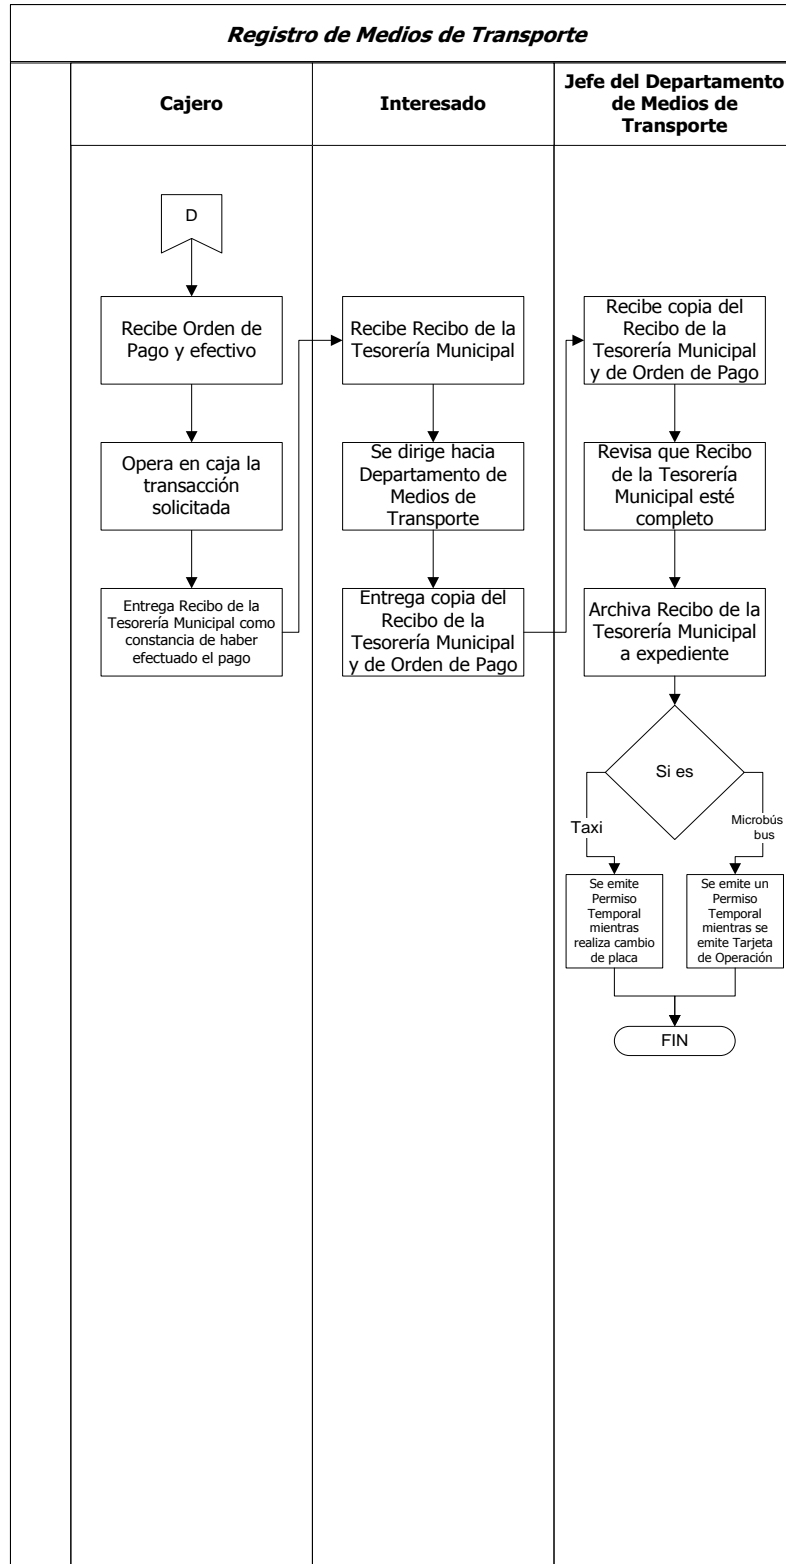 Registro de Medios de Transporte
Cajero
Interesado
Jefe del Departamento
de Medios de
Transporte
D
Recibe Orden de
Pago y efectivo
Opera en caja la
transacción
solicitada
Entrega Recibo de la
Tesorería Municipal como
constancia de haber
efectuado el pago
Recibe Recibo de la
Tesorería Municipal
Se dirige hacia
Departamento de
Medios de
Transporte
Entrega copia del
Recibo de la
Tesorería Municipal
y de Orden de Pago
Recibe copia del
Recibo de la
Tesorería Municipal
y de Orden de Pago
Revisa que Recibo
de la Tesorería
Municipal esté
completo
Archiva Recibo de la
Tesorería Municipal
a expediente
Si es
Taxi
Microbús
bus
Se emite
Permiso
Temporal
mientras
realiza cambio
de placa
Se emite un
Permiso
Temporal
mientras se
emite Tarjeta
de Operación
FIN